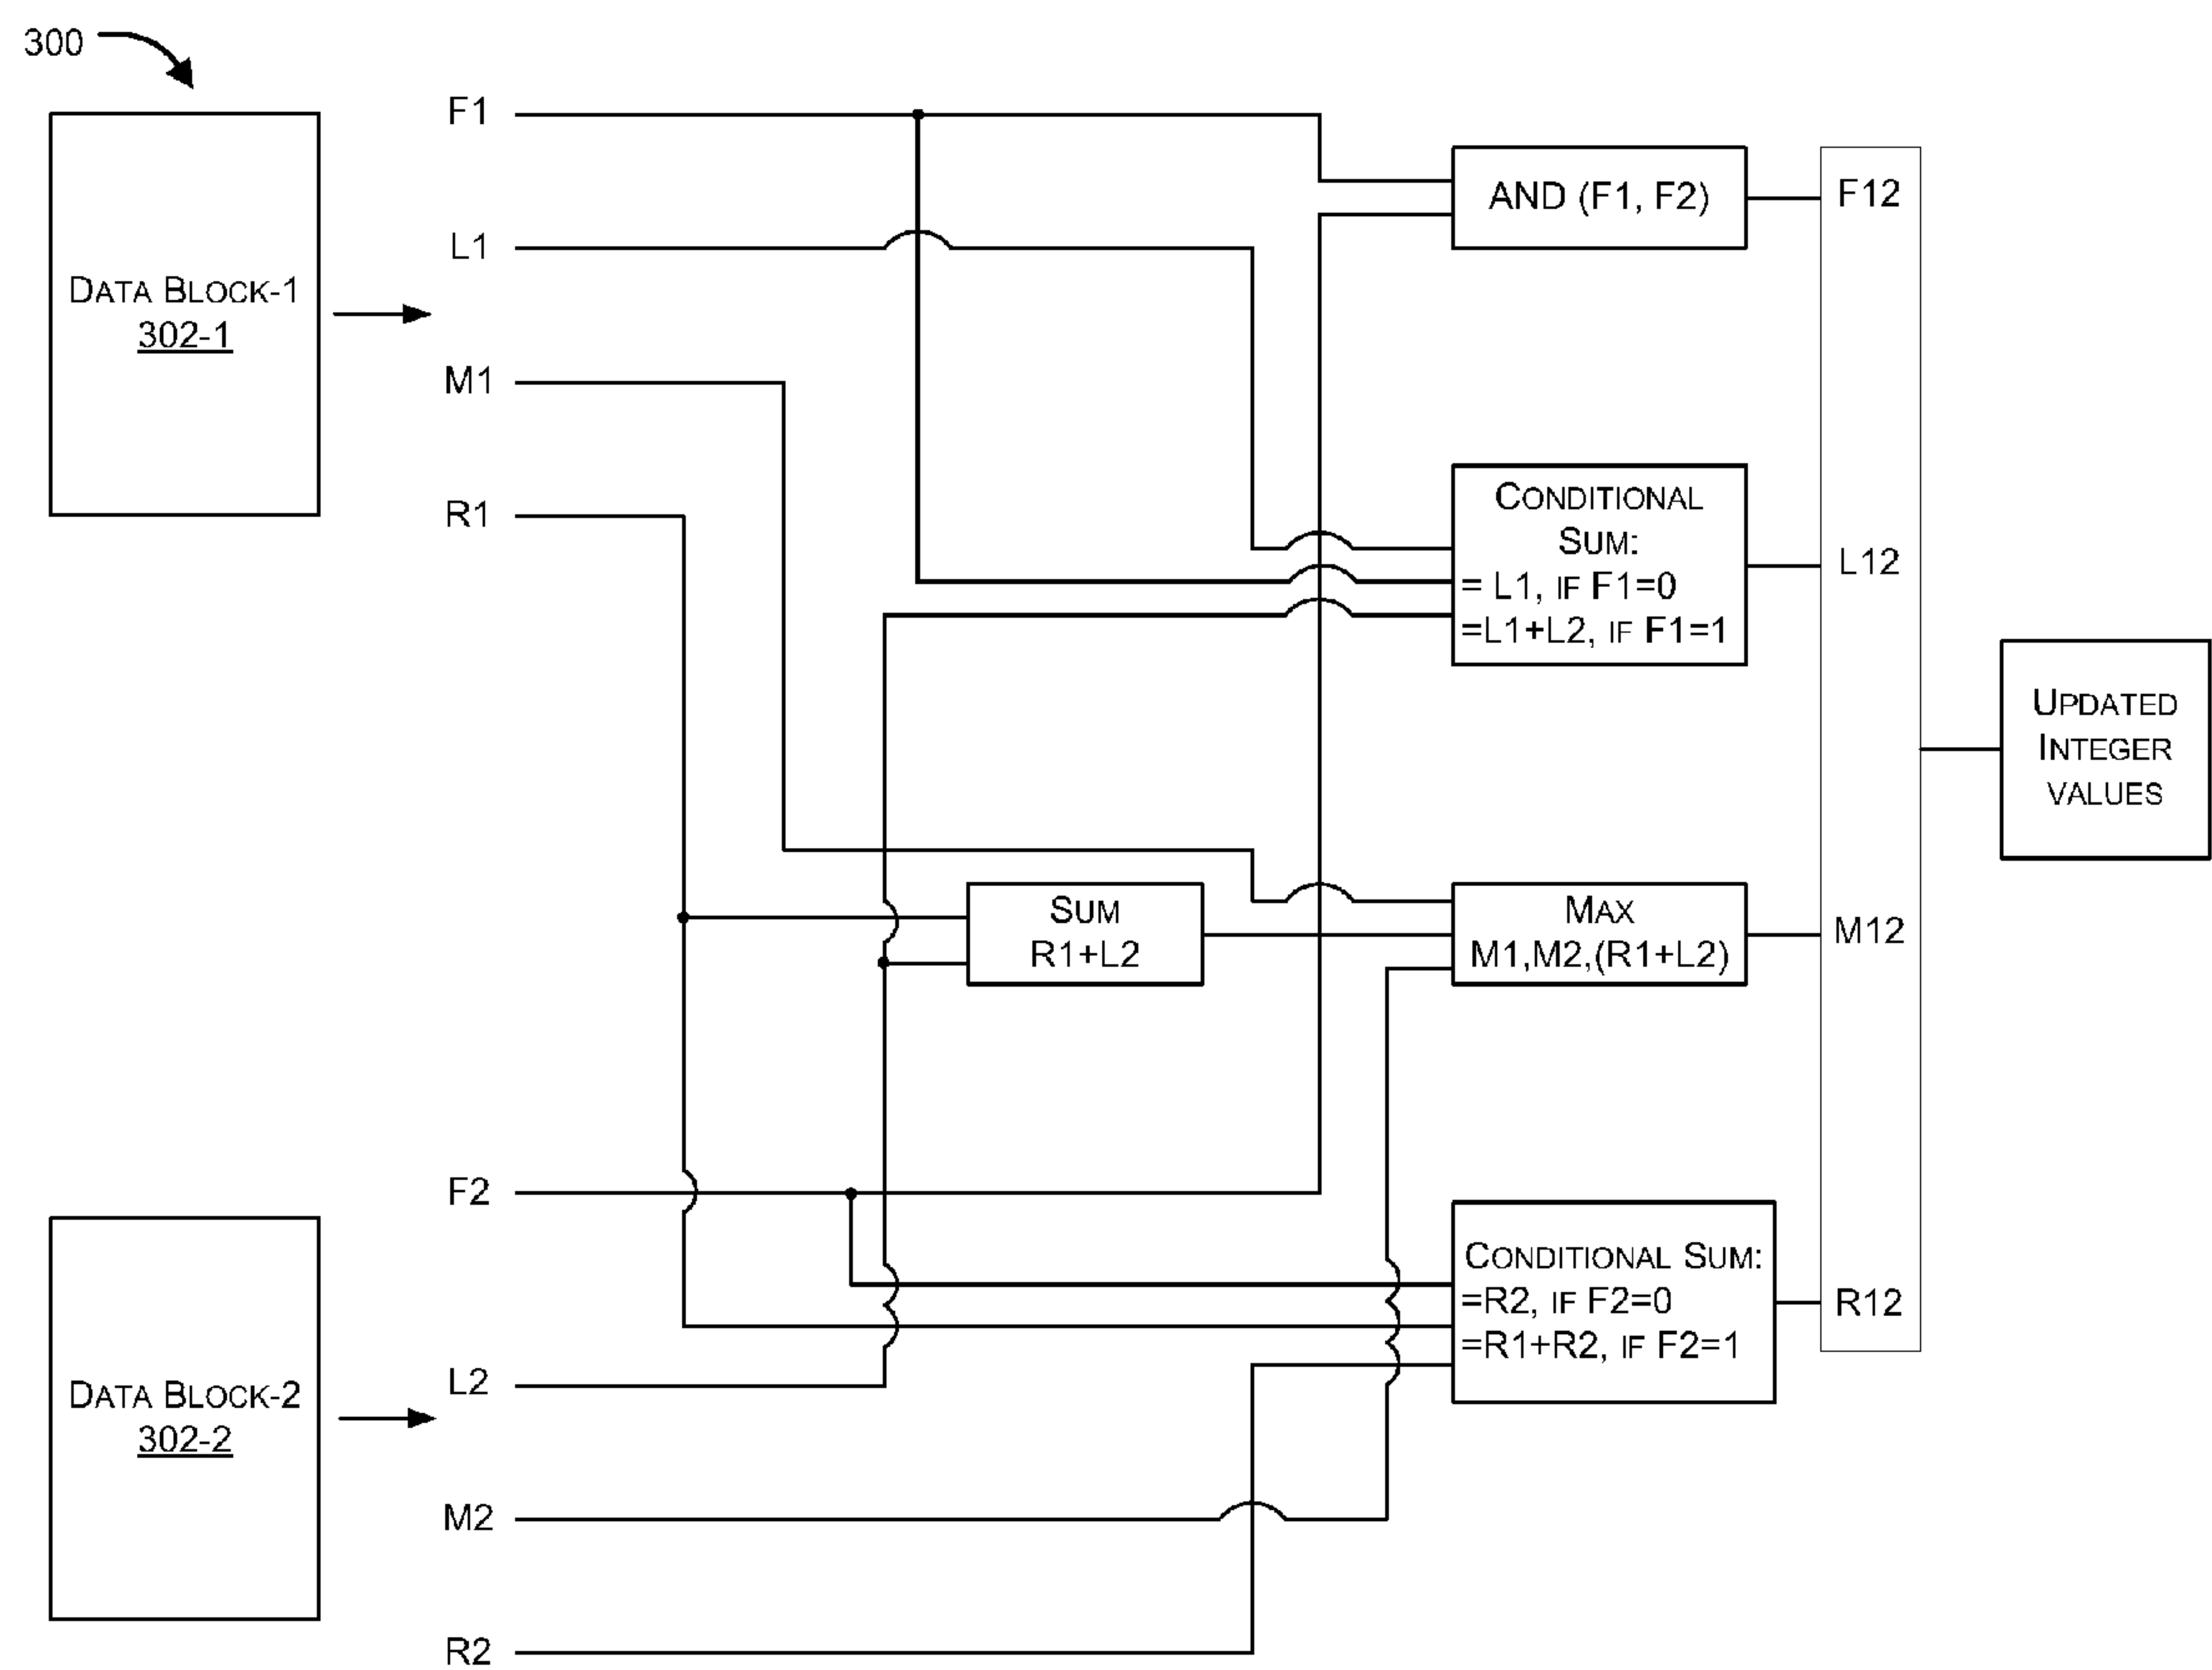 300
DATA BLOCK-1
302-1
F1
L1
M1
R1
AND (F1, F2)
CONDITIONAL
SUM:
= L1, IF F1=0
=L1+L2, IF F1=1
SUM
R1+L2
MAX
M1,M2,(R1+L2)
F12
L12
M12
R12
UPDATED
INTEGER
VALUES
DATA BLOCK-2
302-2
F2
L2
M2
R2
CONDITIONAL SUM:
=R2, IF F2=0
=R1+R2, IF F2=1